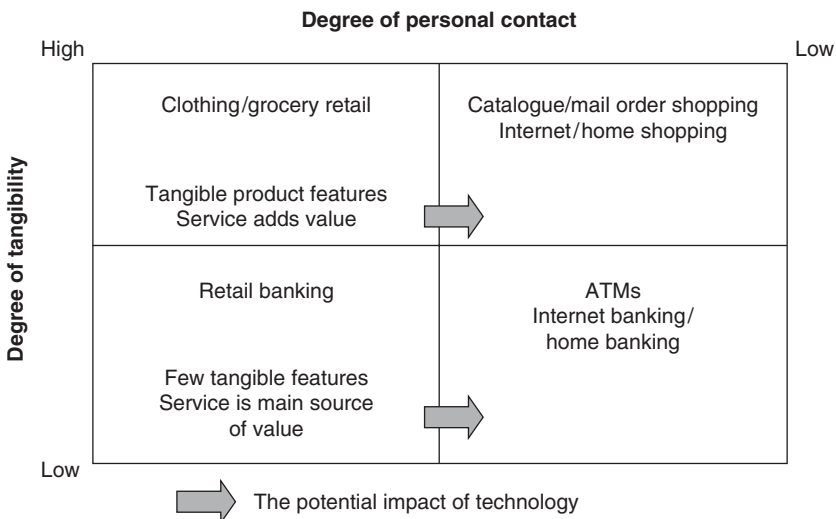 Degree of personal contact
High
Low
Degree of tangibility
Clothing/grocery retail
Tangible product features
Service adds value
Catalogue/mail order shopping
Internet/home shopping
Retail banking
Few tangible features
Service is main source
of value
ATMs
Internet banking/
home banking
Low
The potential impact of technology